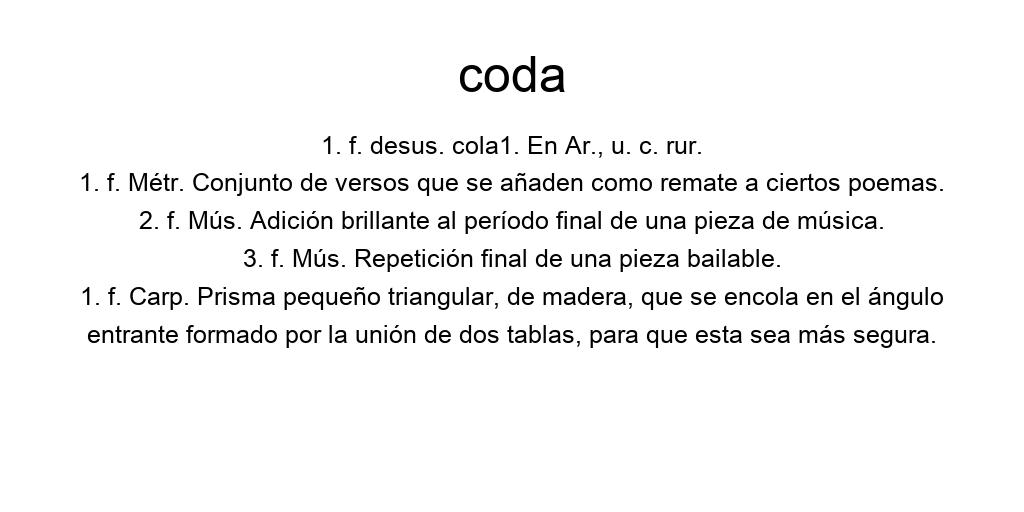 coda
1. f. desus. cola1. En Ar., u. c. rur.
1. f. Métr. Conjunto de versos que se añaden como remate a ciertos poemas.
2. f. Mús. Adición brillante al período final de una pieza de música.
3. f. Mús. Repetición final de una pieza bailable.
1. f. Carp. Prisma pequeño triangular, de madera, que se encola en el ángulo
entrante formado por la unión de dos tablas, para que esta sea más segura.